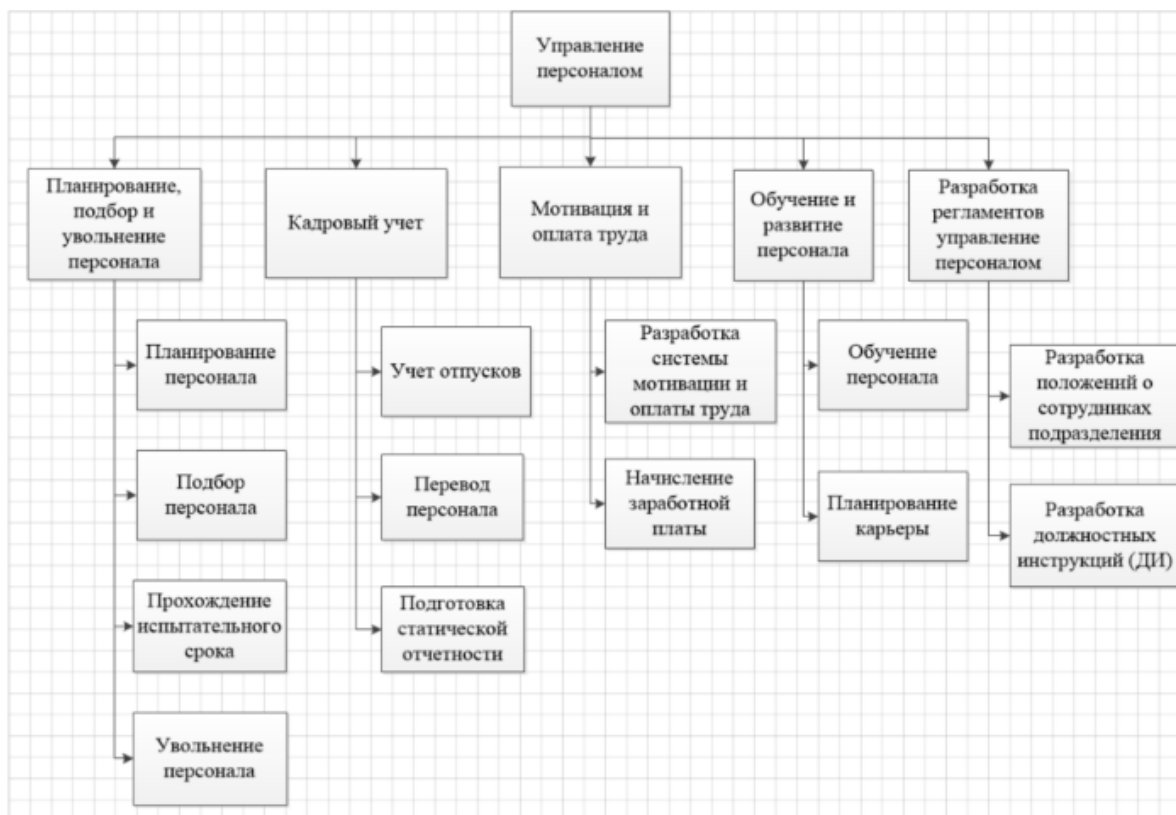 Управление
персоналом
Планирование,
подбор и
увольнение
персонала
Кадровый учет
Мотивация и
оплата труда
Обучение и
развитие
персонала
Разработка
регламентов
управление
персоналом
Планирование
персонала
Подбор
персонала
Прохождение
испытательного
срока
Увольнение
персонала
Учет отпусков
Перевод
персонала
Подготовка
статической
отчетности
Разработка
системы
мотивации и
оплаты труда
Начисление
заработной
платы
Обучение
персонала
Планирование
карьеры
Разработка
положений о
сотрудниках
подразделения
Разработка
должностных
инструкций (ДИ)